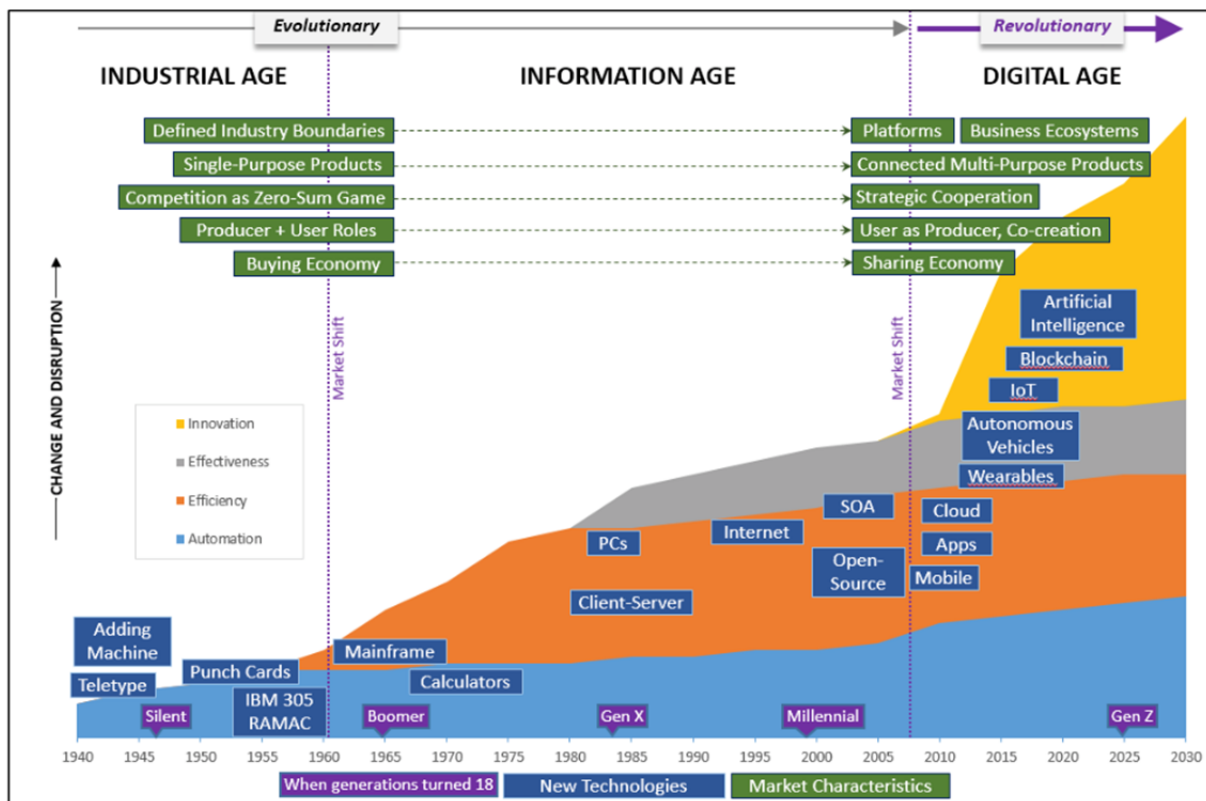 Evolutionary
Revolutionary
INDUSTRIAL AGE
INFORMATION AGE
DIGITAL AGE
Defined Industry Boundaries
Platforms
Business Ecosystems
Single-Purpose Products
Connected Multi-Purpose Products
Competition as Zero-Sum Game
Strategic Cooperation
Producer + User Roles
User as Producer, Co-creation
Buying Economy
Sharing Economy
CHANGE AND DISRUPTION
Market Shift
Market Shift
Innovation
Effectiveness
Efficiency
Automation
Artificial
Intelligence
Blockchain
IoT
Autonomous
Vehicles
Wearables
SOA
Cloud
Internet
PCs
Apps
Open-
Source
Mobile
Client-Server
Adding
Machine
Mainframe
Punch Cards
Teletype
Calculators
IBM 305
RAMAC
Silent
Boomer
Gen X
Millennial
Gen Z
1940 1945 1950 1955 1960 1965 1970 1975 1980 1985 1990 1995 2000 2005 2010 2015 2020 2025 2030
When generations turned 18
New Technologies
Market Characteristics